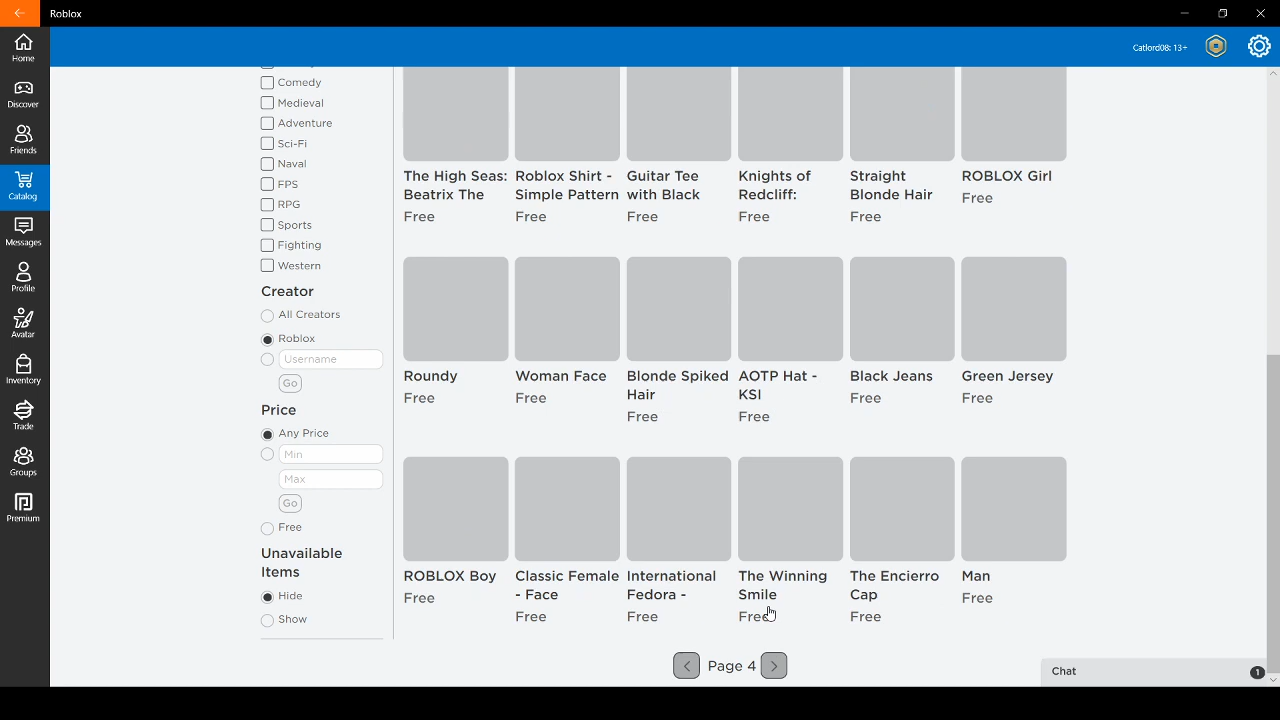 Roblox
Catlord08: 13+
Home
Discover
Friends
Catalog
Messages
Profile
Avatar
Inventory
Trade
Groups
Premium
Comedy
Medieval
Adventure
Sci-Fi
Naval
FPS
RPG
Sports
Fighting
Western
Creator
All Creators
Roblox
Username
Go
Price
Any Price
Min
Max
Go
Free
Unavailable
Items
Hide
Show
The High Seas:
Beatrix The
Free
Roblox Shirt -
Simple Pattern
Free
Guitar Tee
with Black
Free
Knights of
Redcliff:
Free
Straight
Blonde Hair
Free
ROBLOX Girl
Free
Roundy
Free
Woman Face
Free
Blonde Spiked
Hair
Free
AOTP Hat -
KSI
Free
Black Jeans
Free
Green Jersey
Free
ROBLOX Boy
Free
Classic Female
- Face
Free
International
Fedora -
Free
The Winning
Smile
Free
The Encierro
Cap
Free
Man
Free
Page 4
Chat
1